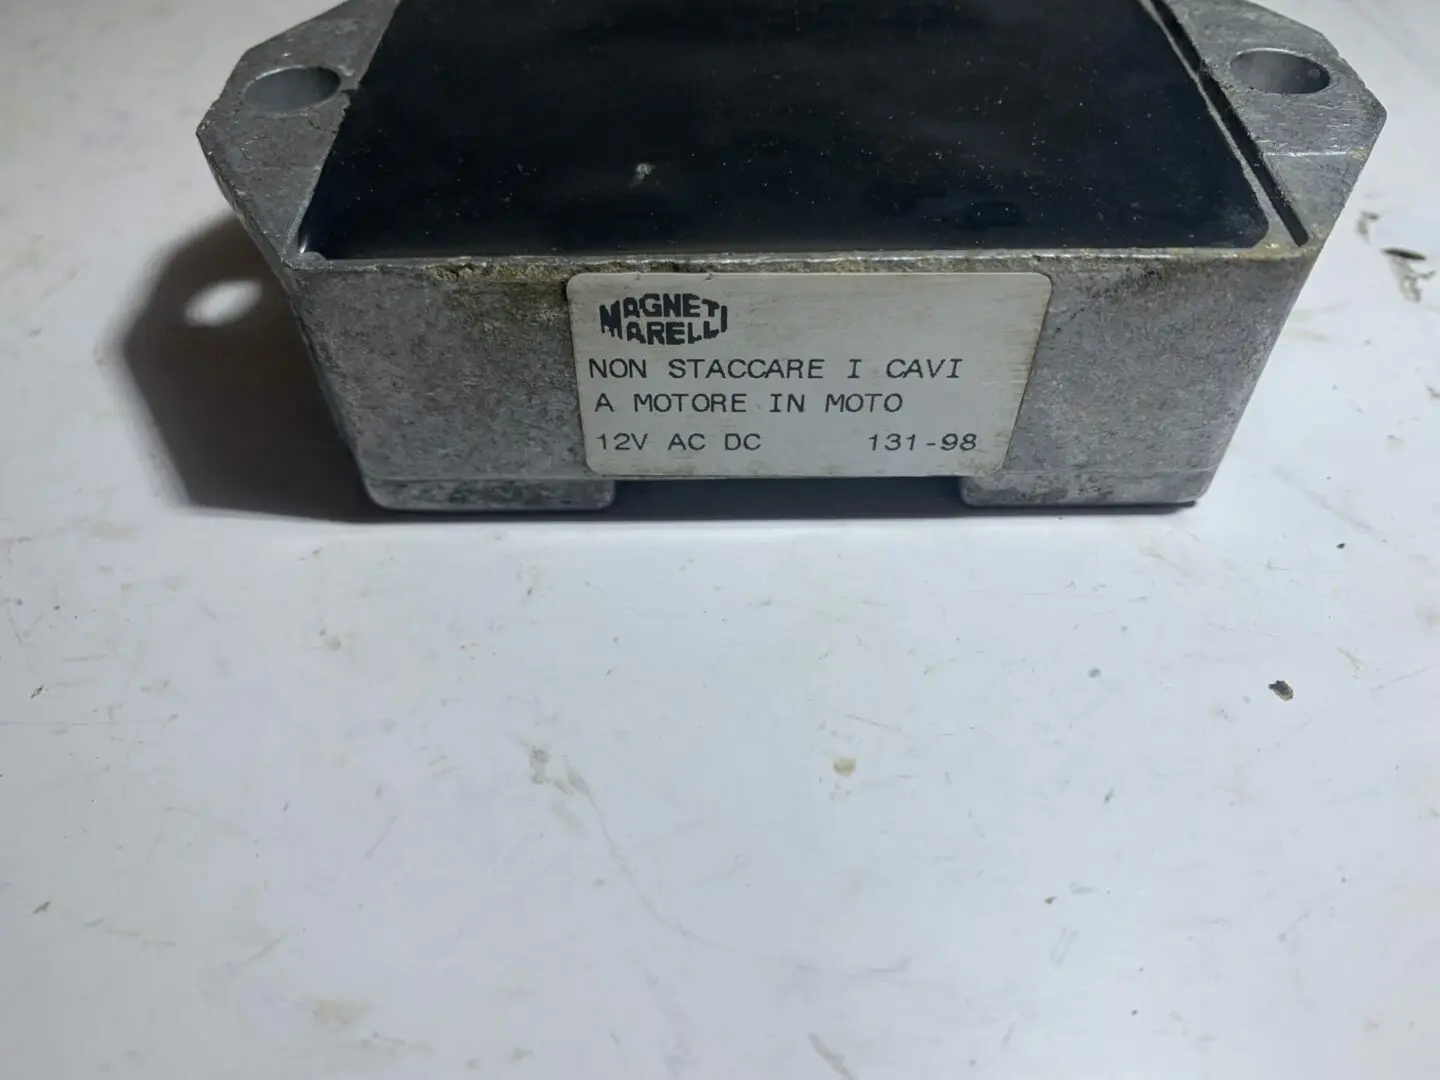 MAGNETI
MARELLI
NON STACCARE I CAVI
A MOTORE IN MOTO
12V AC DC 131-98